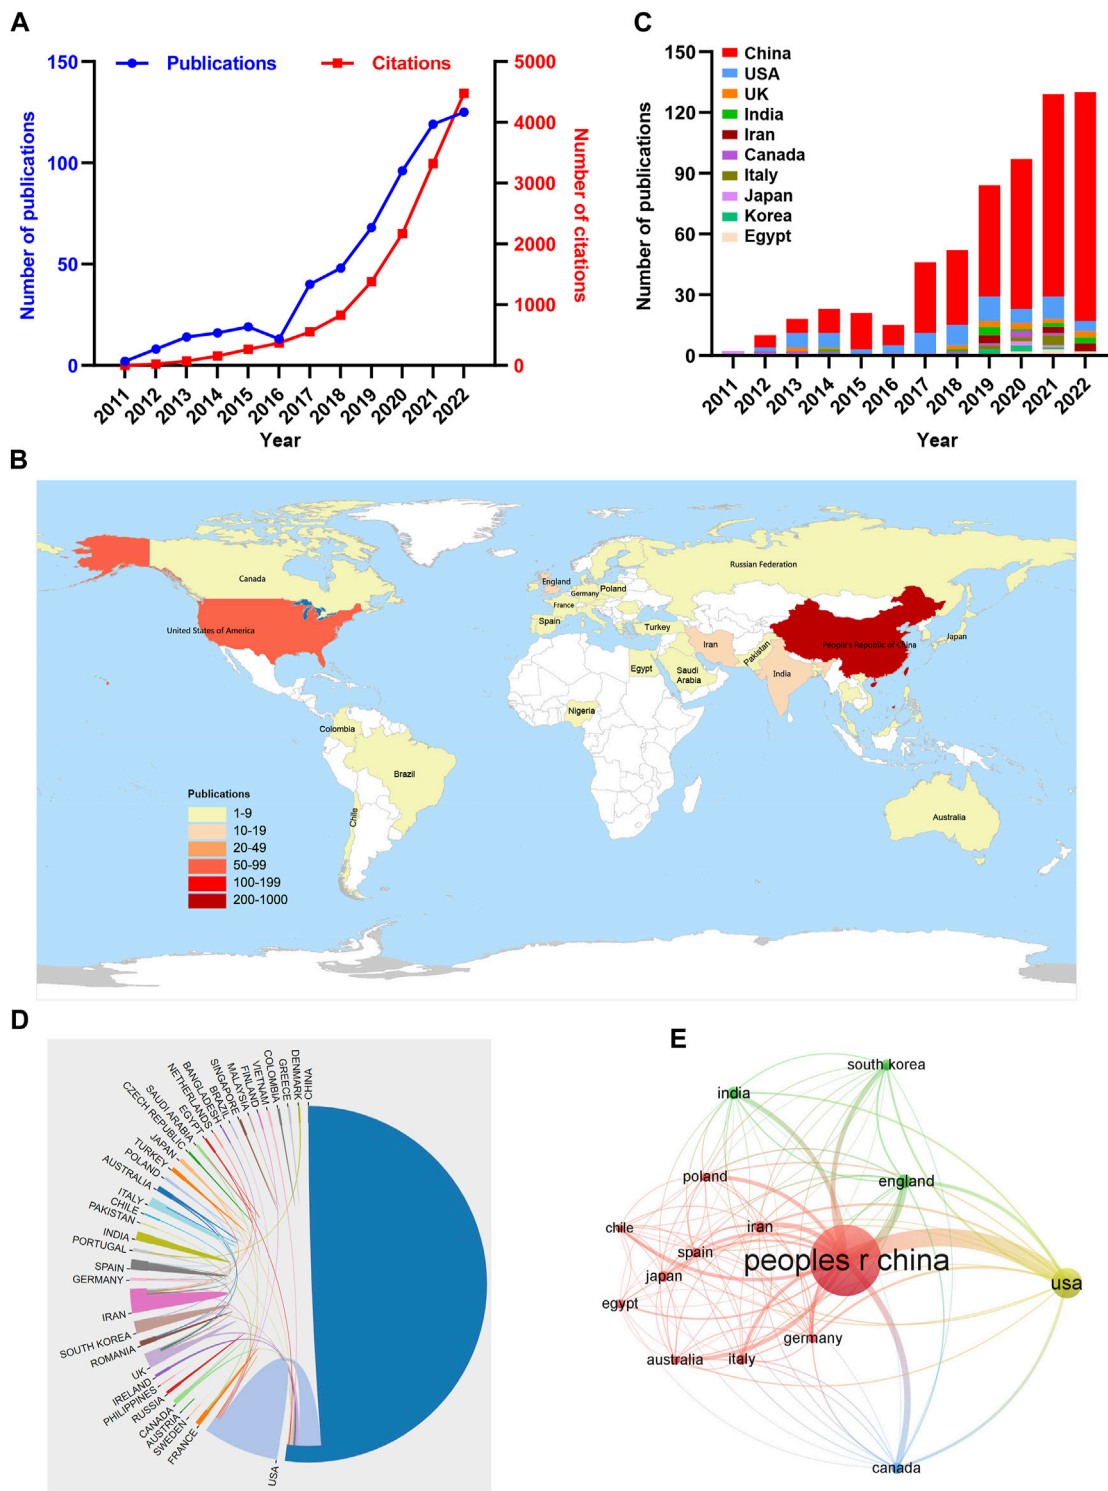 A
Publications
Citations
150
100
50
0
Number of publications
5000
4000
3000
2000
1000
0
Number of citations
2011
2012
2013
2014
2015
2016
2017
2018
2019
2020
2021
2022
Year
C
150
120
90
60
30
0
Number of publications
China
USA
UK
India
Iran
Canada
Italy
Japan
Korea
Egypt
2011
2012
2013
2014
2015
2016
2017
2018
2019
2020
2021
2022
Year
B
Canada
United States of America
Russian Federation
England
Poland
Germany
France
Spain
Turkey
Iran
Pakistan
People's Republic of China
Japan
India
Egypt
Saudi
Arabia
Nigeria
Colombia
Brazil
Chile
Australia
Publications
1-9
10-19
20-49
50-99
100-199
200-1000
D
CHINA
DENMARK
GREECE
COLOMBIA
VIETNAM
FINLAND
MALAYSIA
SINGAPORE
BRAZIL
BANGLADESH
NETHERLANDS
EGYPT
SAUDI ARABIA
CZECH REPUBLIC
JAPAN
TURKEY
POLAND
AUSTRALIA
ITALY
CHILE
PAKISTAN
INDIA
PORTUGAL
SPAIN
GERMANY
IRAN
SOUTH KOREA
ROMANIA
UK
IRELAND
PHILIPPINES
RUSSIA
CANADA
AUSTRIA
SWEDEN
FRANCE
USA
E
south korea
india
poland
england
chile
iran
spain
peoples r china
japan
usa
egypt
germany
australia
italy
canada